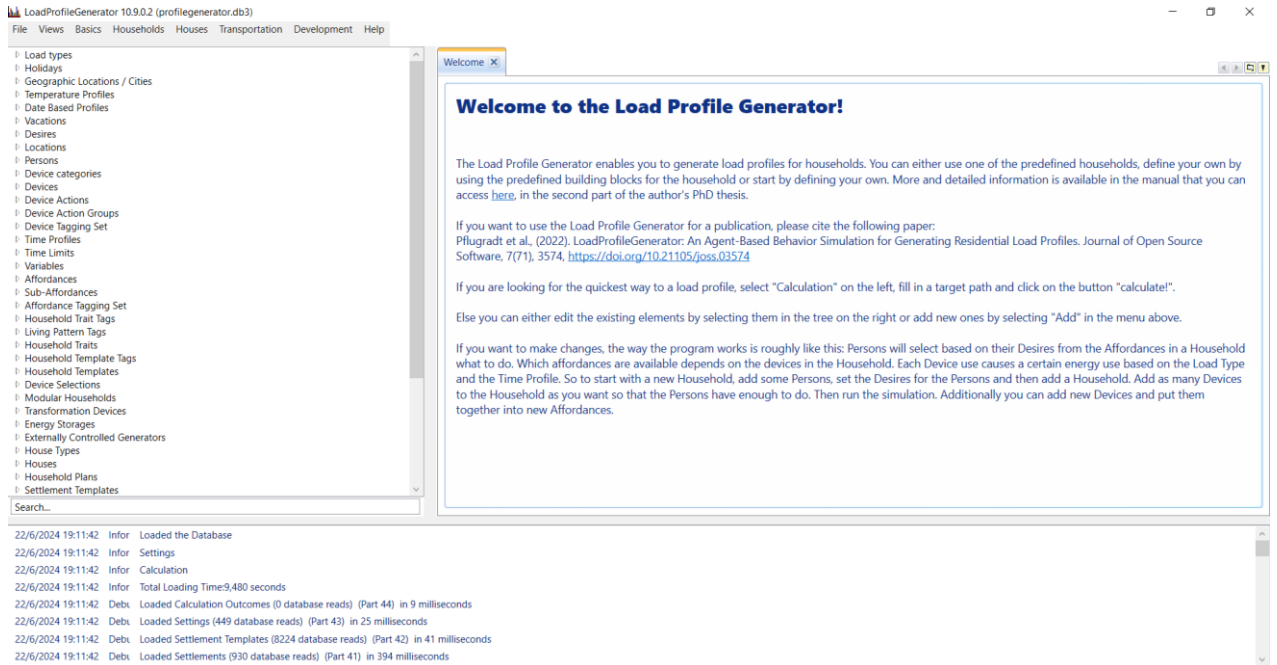 LoadProfileGenerator 10.9.0.2 (profilegenerator.db3)
File Views Basics Households Houses Transportation Development Help
Load types
Holidays
Geographic Locations / Cities
Temperature Profiles
Date Based Profiles
Vacations
Desires
Locations
Persons
Device categories
Devices
Device Actions
Device Action Groups
Device Tagging Set
Time Profiles
Time Limits
Variables
Affordances
Sub-Affordances
Affordance Tagging Set
Household Trait Tags
Living Pattern Tags
Household Traits
Household Template Tags
Household Templates
Device Selections
Modular Households
Transformation Devices
Energy Storages
Externally Controlled Generators
House Types
Houses
Household Plans
Settlement Templates
Search...
Welcome
Welcome to the Load Profile Generator!
The Load Profile Generator enables you to generate load profiles for households. You can either use one of the predefined households, define your own by
using the predefined building blocks for the household or start by defining your own. More and detailed information is available in the manual that you can
access here, in the second part of the author's PhD thesis.
If you want to use the Load Profile Generator for a publication, please cite the following paper:
Pflugradt et al., (2022). LoadProfileGenerator: An Agent-Based Behavior Simulation for Generating Residential Load Profiles. Journal of Open Source
Software, 7(71), 3574, https://doi.org/10.21105/joss.03574
If you are looking for the quickest way to a load profile, select "Calculation" on the left, fill in a target path and click on the button "calculate!".
Else you can either edit the existing elements by selecting them in the tree on the right or add new ones by selecting "Add" in the menu above.
If you want to make changes, the way the program works is roughly like this: Persons will select based on their Desires from the Affordances in a Household
what to do. Which affordances are available depends on the devices in the Household. Each Device use causes a certain energy use based on the Load Type
and the Time Profile. So to start with a new Household, add some Persons, set the Desires for the Persons and then add a Household. Add as many Devices
to the Household as you want so that the Persons have enough to do. Then run the simulation. Additionally you can add new Devices and put them
together into new Affordances.
22/6/2024 19:11:42 Infor Loaded the Database
22/6/2024 19:11:42 Infor Settings
22/6/2024 19:11:42 Infor Calculation
22/6/2024 19:11:42 Infor Total Loading Time:9,480 seconds
22/6/2024 19:11:42 Debu Loaded Calculation Outcomes (0 database reads) (Part 44) in 9 milliseconds
22/6/2024 19:11:42 Debu Loaded Settings (449 database reads) (Part 43) in 25 milliseconds
22/6/2024 19:11:42 Debu Loaded Settlement Templates (8224 database reads) (Part 42) in 41 milliseconds
22/6/2024 19:11:42 Debu Loaded Settlements (930 database reads) (Part 41) in 394 milliseconds